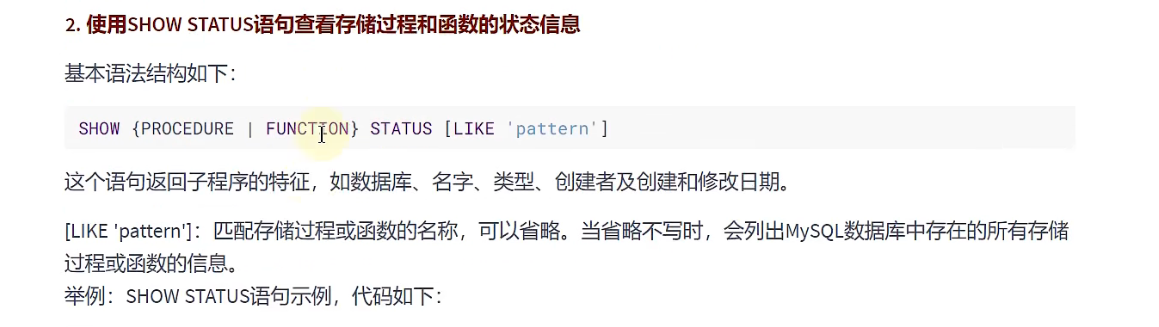 2. 使用SHOW STATUS语句查看存储过程和函数的状态信息
基本语法结构如下：
SHOW {PROCEDURE | FUNCTION} STATUS [LIKE 'pattern']
这个语句返回子程序的特征，如数据库、名字、类型、创建者及创建和修改日期。
[LIKE 'pattern']：匹配存储过程或函数的名称，可以省略。当省略不写时，会列出MySQL数据库中存在的所有存储
过程或函数的信息。
举例：SHOW STATUS语句示例，代码如下：